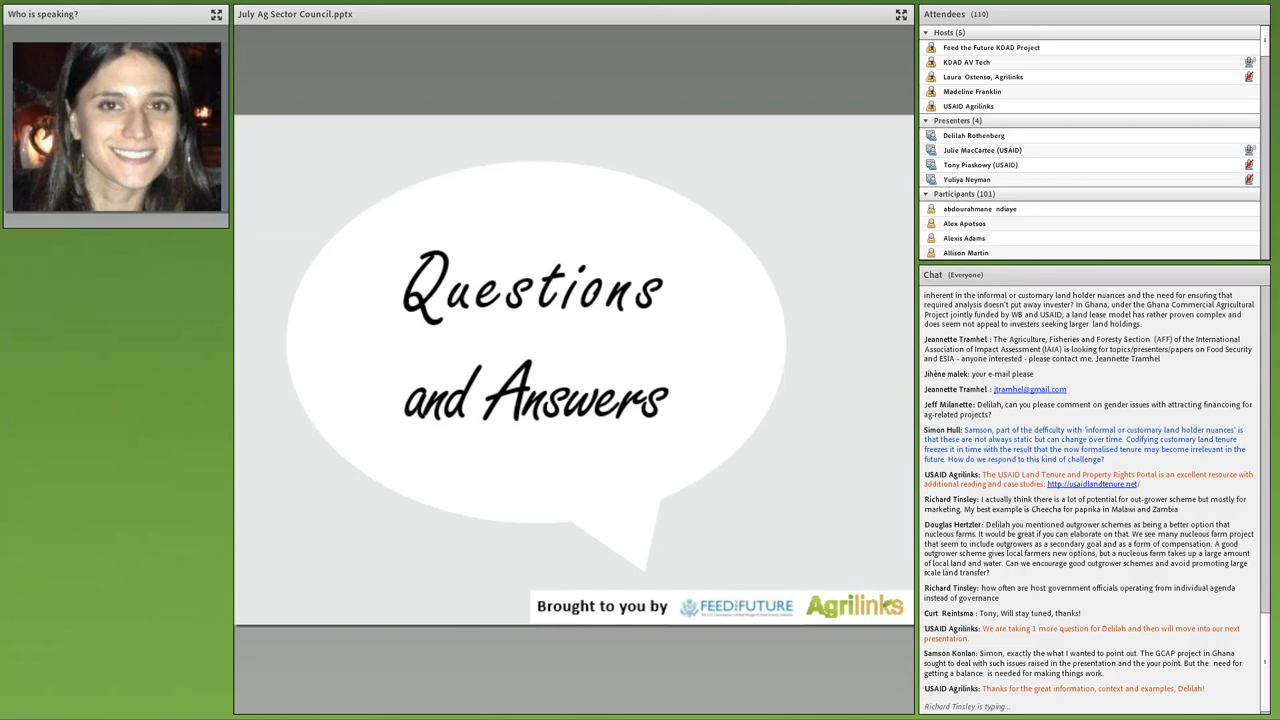 Who is speaking?
July Ag Sector Council.pptx
Questions
and Answers
Brought to you by
FEEDtheFUTURE
Agrilinks
Attendees (110)
Hosts (5)
Feed the Future KDAD Project
KDAD AV Tech
Laura Ostenso, Agrilinks
Madeline Franklin
USAID Agrilinks
Presenters (4)
Delilah Rothenberg
Julie MacCartee (USAID)
Tony Piaskowy (USAID)
Yuliya Neyman
Participants (101)
abdourahmane ndiaye
Alex Apotsos
Alexis Adams
Allison Martin
Chat (Everyone)
inherent in the informal or customary land holder nuances and the need for ensuring that
required analysis doesn't put away invester? In Ghana, under the Ghana Commercial Agricultural
Project jointly funded by WB and USAID, a land lease model has rather proven complex and
does seem not appeal to investers seeking larger land holdings.
Jeannette Tramhel : The Agriculture, Fisheries and Foresty Section (AFF) of the International
Association of Impact Assessment (IAIA) is looking for topics/presenters/papers on Food Security
and ESIA - anyone interested - please contact me. Jeannette Tramhel
Jihène malek: your e-mail please
Jeannette Tramhel : jtramhel@gmail.com
Jeff Milanette: Delilah, can you please comment on gender issues with attracting financoing for
ag-related projects?
Simon Hull: Samson, part of the defficulty with 'informal or customary land holder nuances' is
that these are not always static but can change over time. Codifying customary land tenure
freezes it in time with the result that the now formalised tenure may become irrelevant in the
future. How do we respond to this kind of challenge?
USAID Agrilinks: The USAID Land Tenure and Property Rights Portal is an excellent resource with
additional reading and case studies: http://usaidlandtenure.net/
Richard Tinsley: I actually think there is a lot of potential for out-grower scheme but mostly for
marketing. My best example is Cheecha for paprika in Malawi and Zambia
Douglas Hertzler: Delilah you mentioned outgrower schemes as being a better option that
nucleous farms. It would be great if you can elaborate on that. We see many nucleous farm project
that seem to include outgrowers as a secondary goal and as a form of compensation. A good
outgrower scheme gives local farmers new options, but a nucleous farm takes up a large amount
of local land and water. Can we encourage good outgrower schemes and avoid promoting large
scale land transfer?
Richard Tinsley: how often are host government officials operating from individual agenda
instead of governance
Curt Reintsma : Tony, Will stay tuned, thanks!
USAID Agrilinks: We are taking 1 more question for Delilah and then will move into our next
presentation.
Samson Konlan: Simon, exactly the what I wanted to point out. The GCAP project in Ghana
sought to deal with such issues raised in the presentation and the your point. But the need for
getting a balance is needed for making things work.
USAID Agrilinks: Thanks for the great information, context and examples, Delilah!
Richard Tinsley is typing...